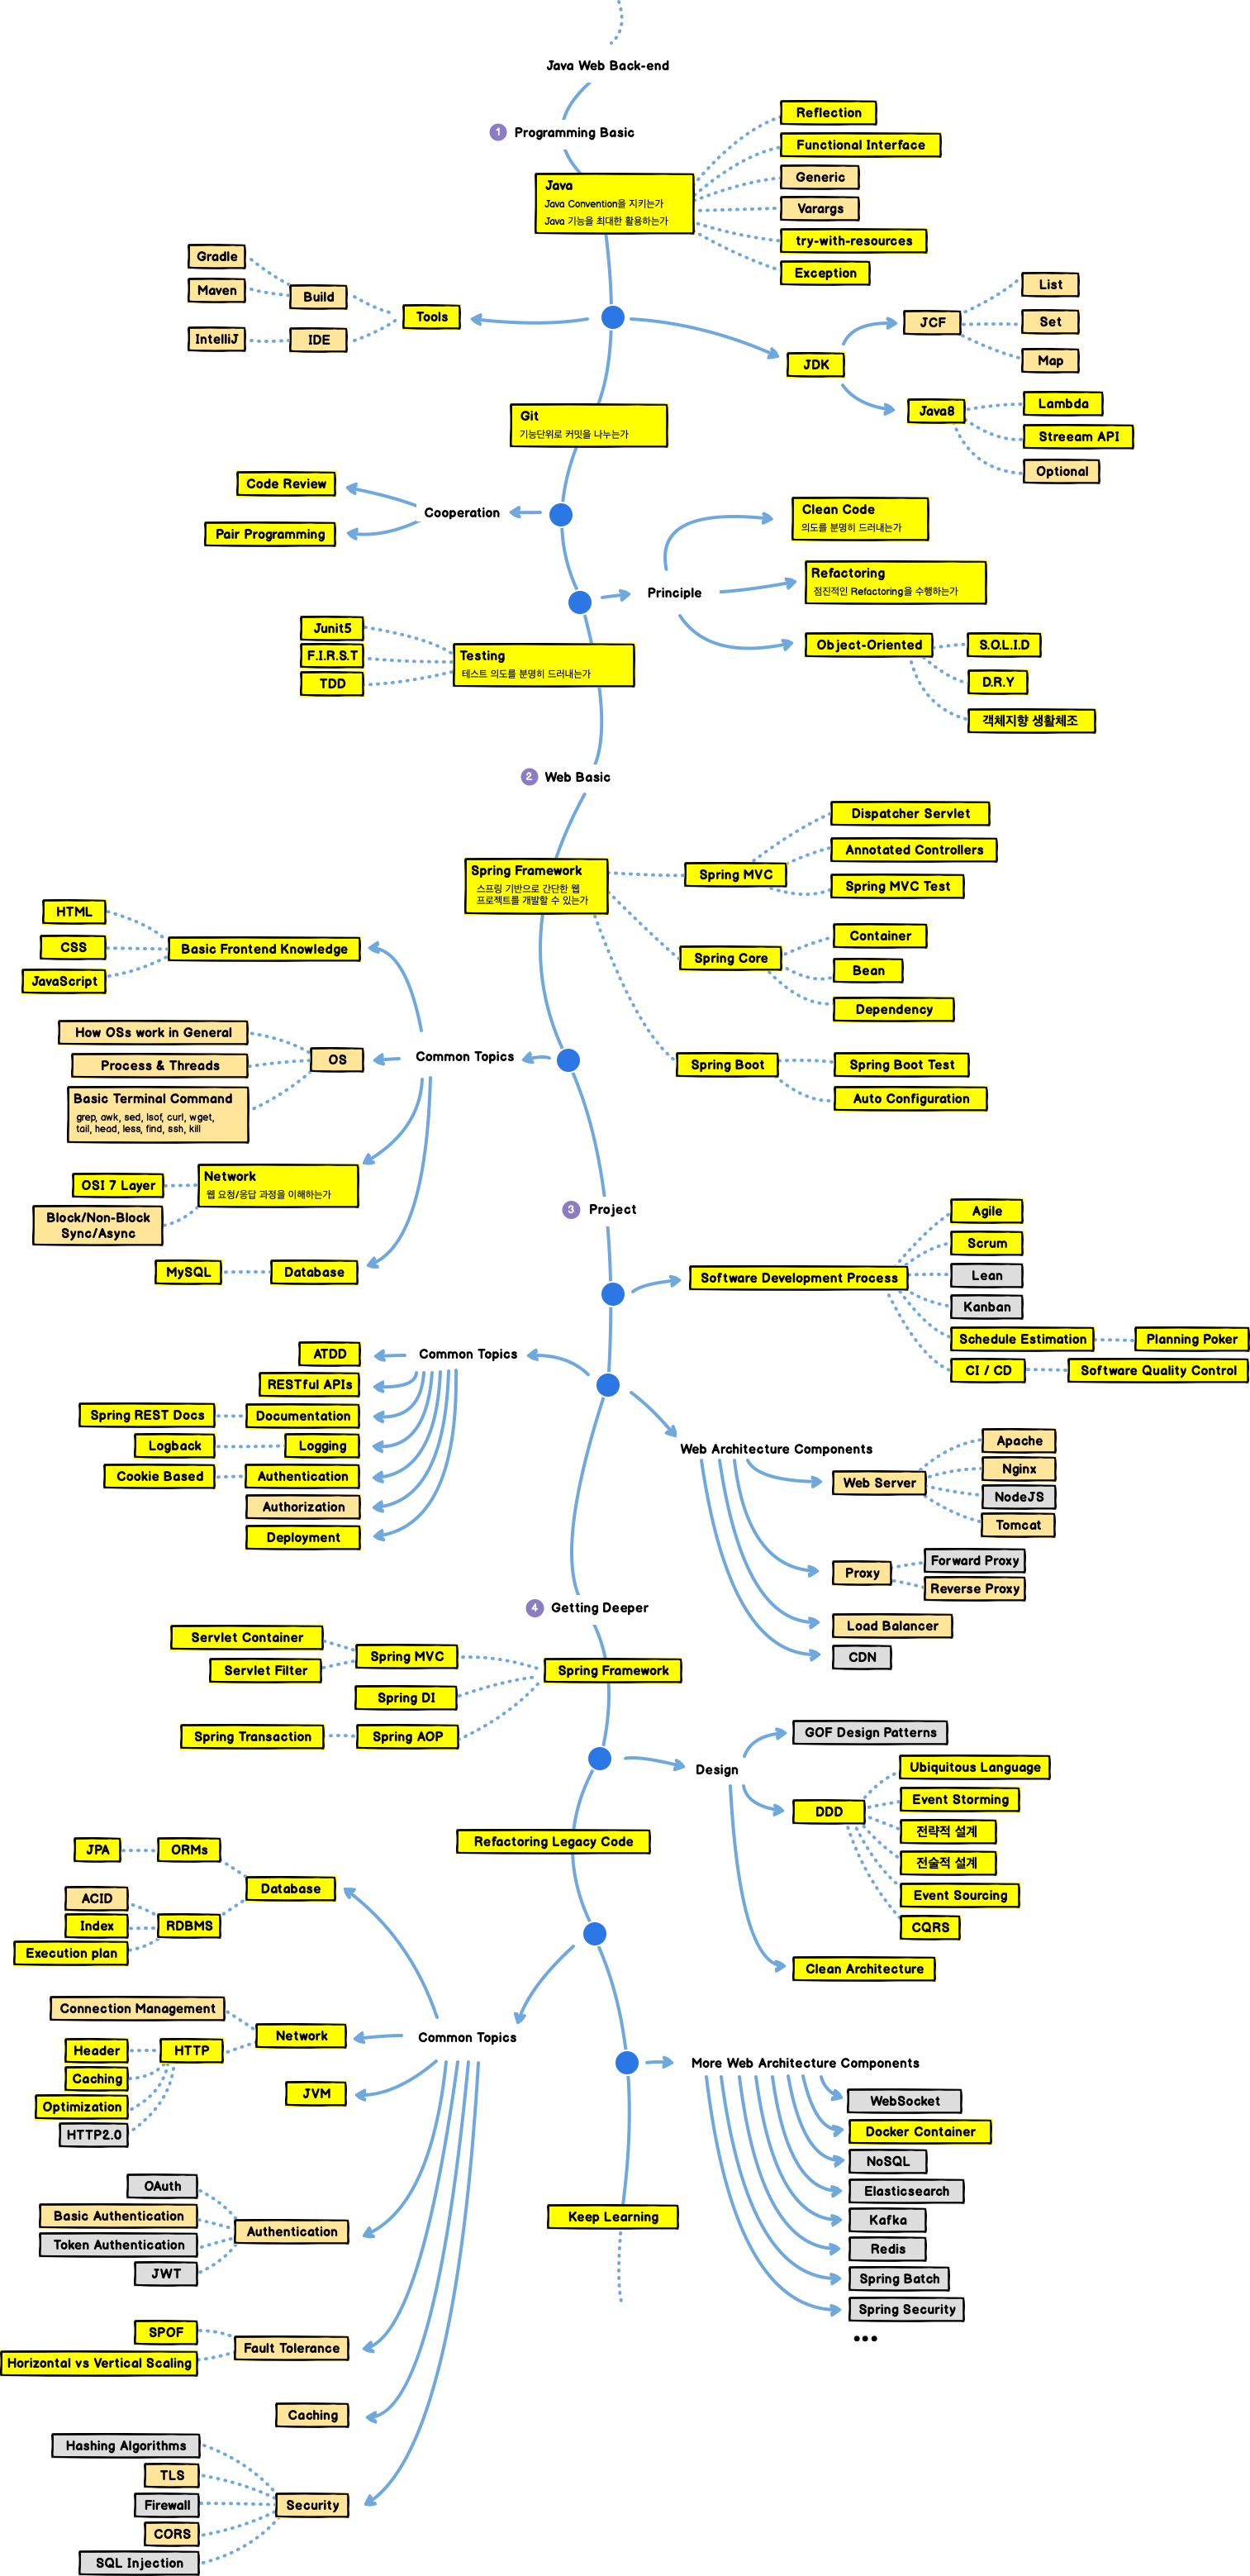 Java Web Back-end
1 Programming Basic
Java
Java Convention을 지키는가
Java 기능을 최대한 활용하는가
Reflection
Functional Interface
Generic
Varargs
try-with-resources
Exception
Gradle
Maven
Build
IntelliJ
IDE
Tools
JDK
JCF
List
Set
Map
Java8
Lambda
Streeam API
Optional
Git
기능단위로 커밋을 나누는가
Code Review
Pair Programming
Cooperation
Principle
Clean Code
의도를 분명히 드러내는가
Refactoring
점진적인 Refactoring을 수행하는가
Object-Oriented
S.O.L.I.D
D.R.Y
객체지향 생활체조
Junit5
F.I.R.S.T
TDD
Testing
테스트 의도를 분명히 드러내는가
2 Web Basic
Spring Framework
스프링 기반으로 간단한 웹
프로젝트를 개발할 수 있는가
Spring MVC
Dispatcher Servlet
Annotated Controllers
Spring MVC Test
Spring Core
Container
Bean
Dependency
Spring Boot
Spring Boot Test
Auto Configuration
HTML
CSS
JavaScript
Basic Frontend Knowledge
Common Topics
How OSs work in General
Process & Threads
Basic Terminal Command
grep, awk, sed, lsof, curl, wget,
tail, head, less, find, ssh, kill
OS
Network
웹 요청/응답 과정을 이해하는가
OSI 7 Layer
Block/Non-Block
Sync/Async
MySQL
Database
3 Project
Software Development Process
Agile
Scrum
Lean
Kanban
Schedule Estimation
Planning Poker
CI / CD
Software Quality Control
Common Topics
ATDD
RESTful APIs
Spring REST Docs
Documentation
Logback
Logging
Cookie Based
Authentication
Authorization
Deployment
Web Architecture Components
Web Server
Apache
Nginx
NodeJS
Tomcat
Proxy
Forward Proxy
Reverse Proxy
Load Balancer
CDN
4 Getting Deeper
Spring Framework
Servlet Container
Servlet Filter
Spring MVC
Spring DI
Spring Transaction
Spring AOP
Design
GOF Design Patterns
DDD
Ubiquitous Language
Event Storming
전략적 설계
전술적 설계
Event Sourcing
CQRS
Clean Architecture
Refactoring Legacy Code
JPA
ORMs
Database
ACID
Index
Execution plan
RDBMS
Common Topics
Connection Management
Network
Header
HTTP
Caching
Optimization
HTTP2.0
JVM
OAuth
Basic Authentication
Token Authentication
JWT
Authentication
SPOF
Horizontal vs Vertical Scaling
Fault Tolerance
Caching
Hashing Algorithms
TLS
Firewall
CORS
SQL Injection
Security
More Web Architecture Components
WebSocket
Docker Container
NoSQL
Elasticsearch
Kafka
Redis
Spring Batch
Spring Security
•••
Keep Learning